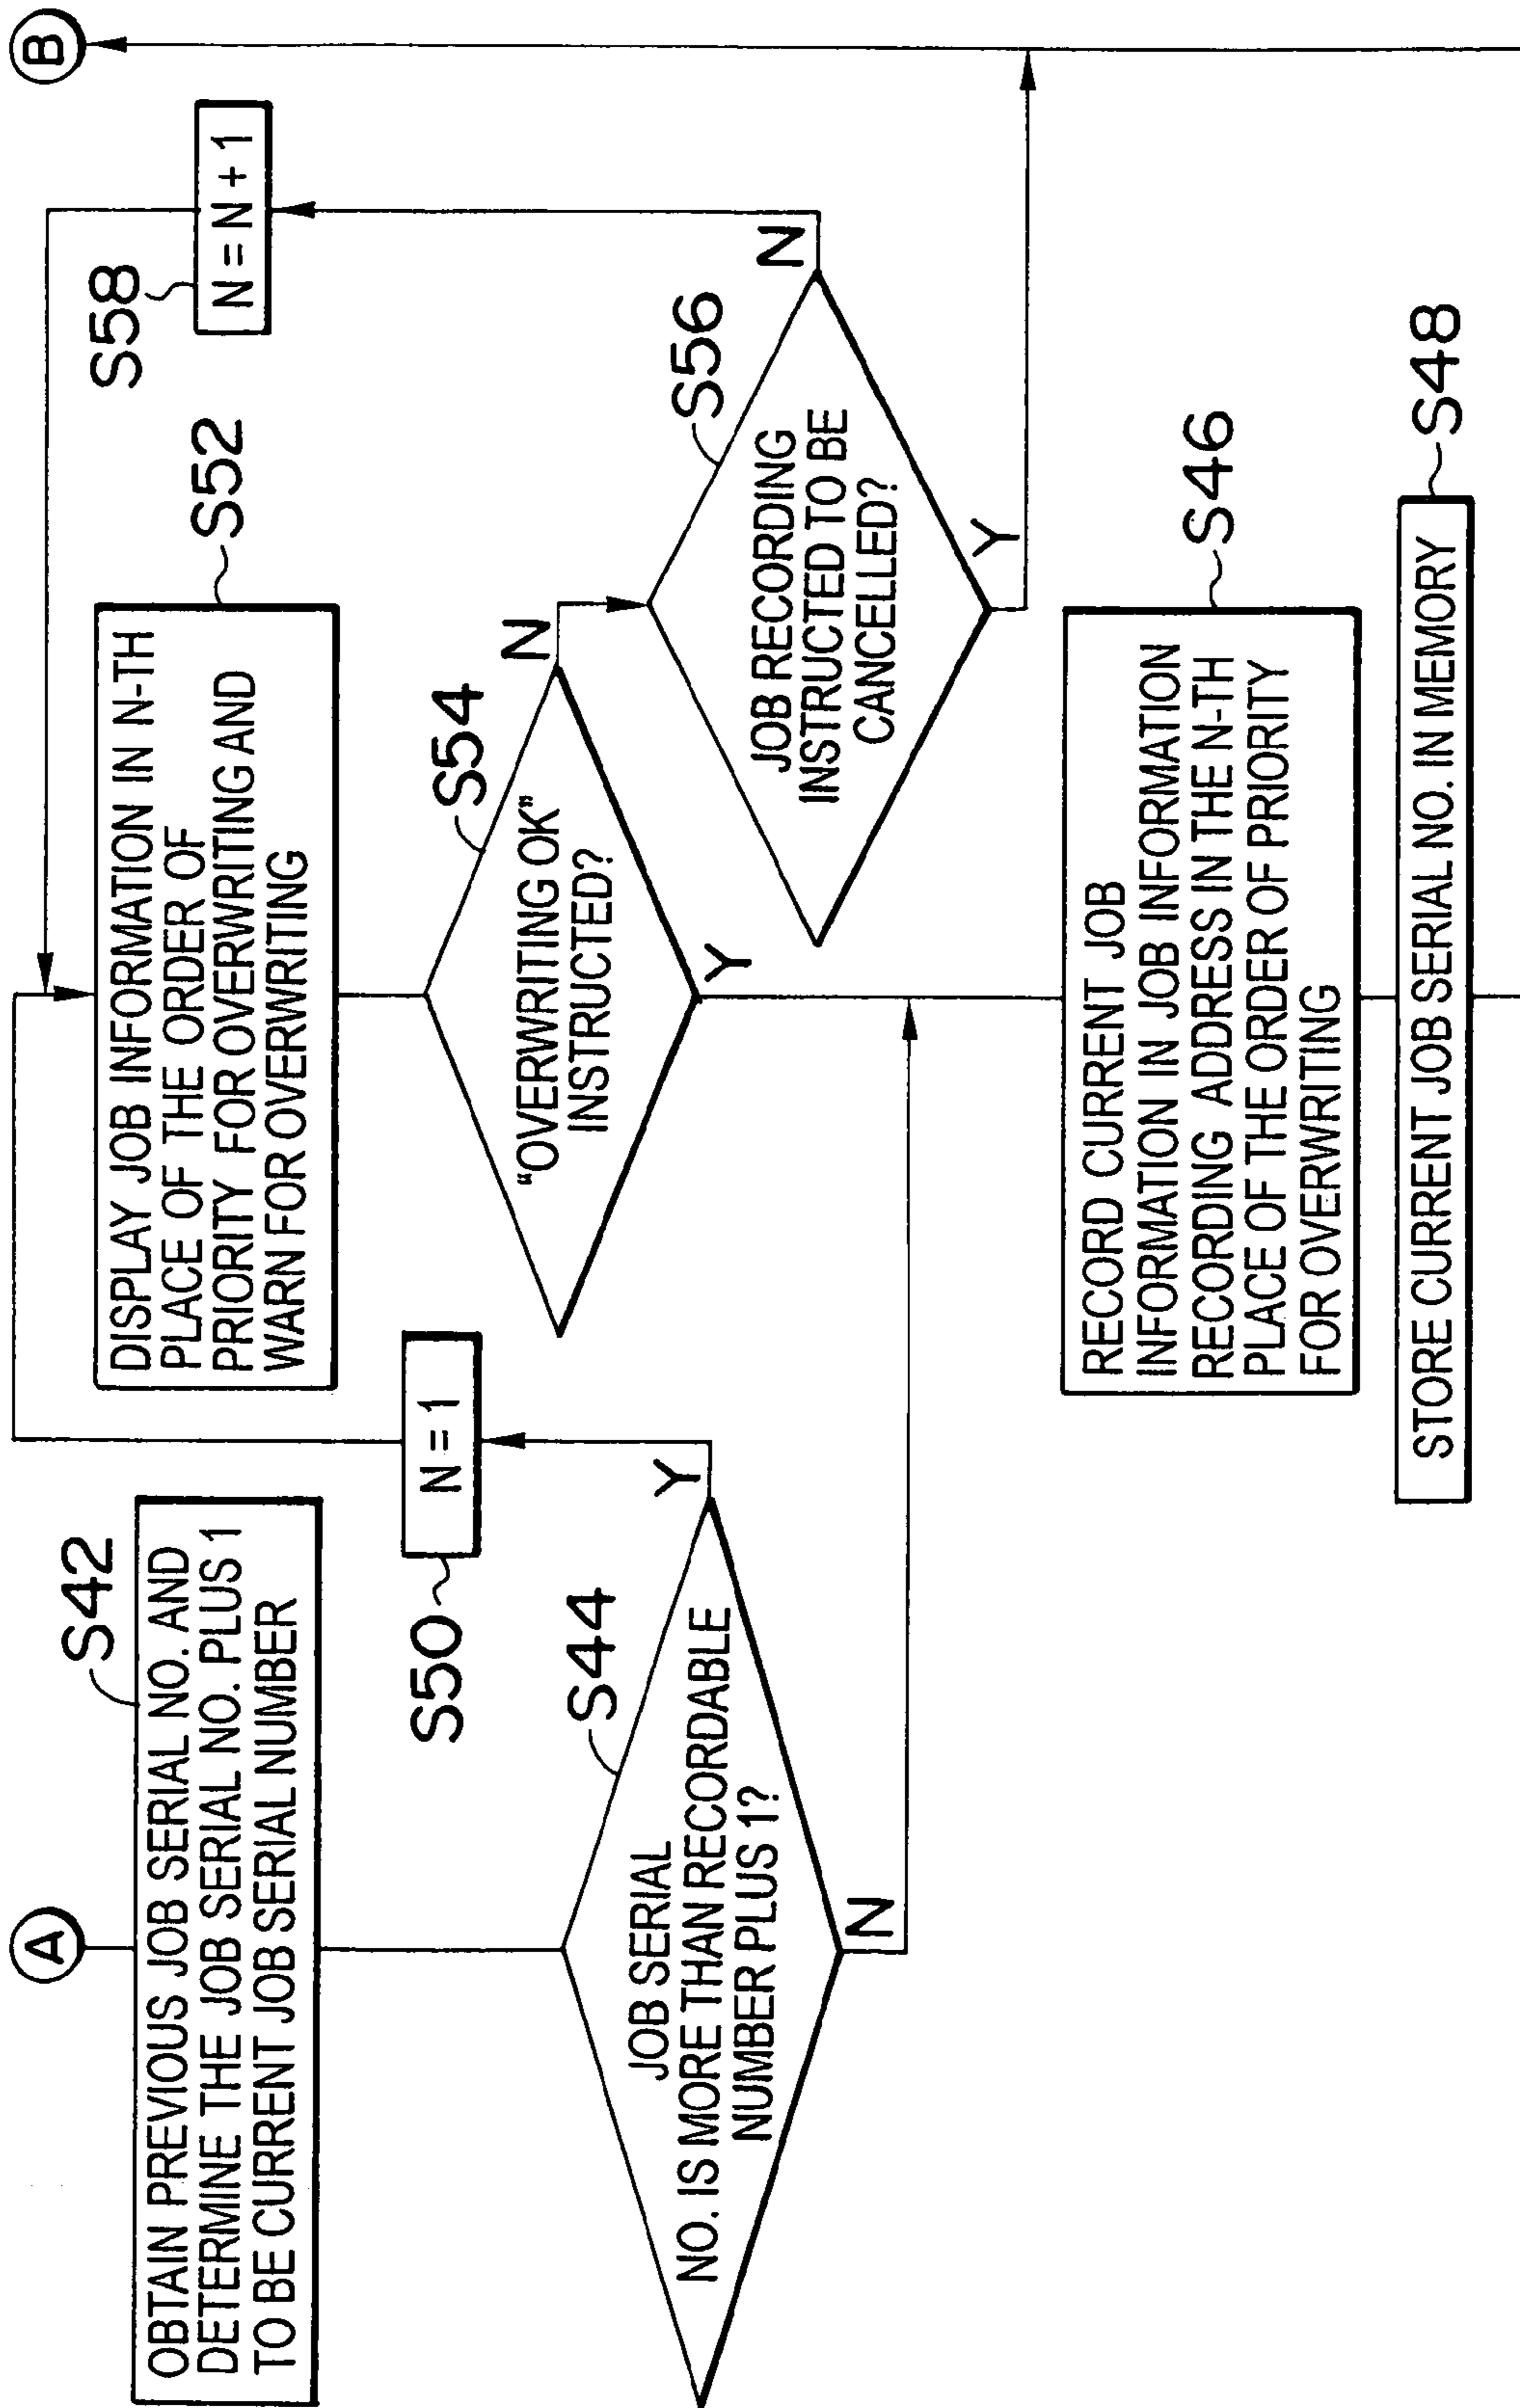 A
S42
OBTAIN PREVIOUS JOB SERIAL NO. AND
DETERMINE THE JOB SERIAL NO. PLUS 1
TO BE CURRENT JOB SERIAL NUMBER
S44
JOB SERIAL
NO. IS MORE THAN RECORDABLE
NUMBER PLUS 1?
Y
N
S50
N = 1
S52
DISPLAY JOB INFORMATION IN N-TH
PLACE OF THE ORDER OF
PRIORITY FOR OVERWRITING AND
WARN FOR OVERWRITING
S54
"OVERWRITING OK"
INSTRUCTED?
N
Y
S56
JOB RECORDING
INSTRUCTED TO BE
CANCELLED?
N
Y
S58
N = N + 1
B
S46
RECORD CURRENT JOB
INFORMATION IN JOB INFORMATION
RECORDING ADDRESS IN THE N-TH
PLACE OF THE ORDER OF PRIORITY
FOR OVERWRITING
S48
STORE CURRENT JOB SERIAL NO. IN MEMORY